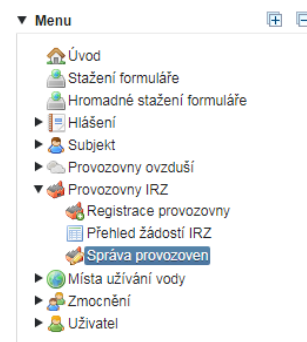 Menu
Úvod
Stažení formuláře
Hromadné stažení formuláře
Hlášení
Subjekt
Provozovny ovzduší
Provozovny IRZ
Registrace provozovny
Přehled žádostí IRZ
Správa provozoven
Místa užívání vody
Zmocnění
Uživatel